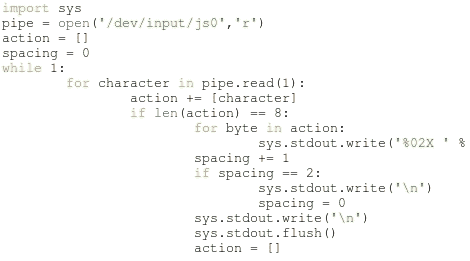 import sys
pipe = open('/dev/input/js0','r')
action = []
spacing = 0
while 1:
        for character in pipe.read(1):
                action += [character]
                if len(action) == 8:
                        for byte in action:
                                sys.stdout.write('%02X ' %
                        spacing += 1
                        if spacing == 2:
                                sys.stdout.write('\n')
                                spacing = 0
                        sys.stdout.write('\n')
                        sys.stdout.flush()
                        action = []